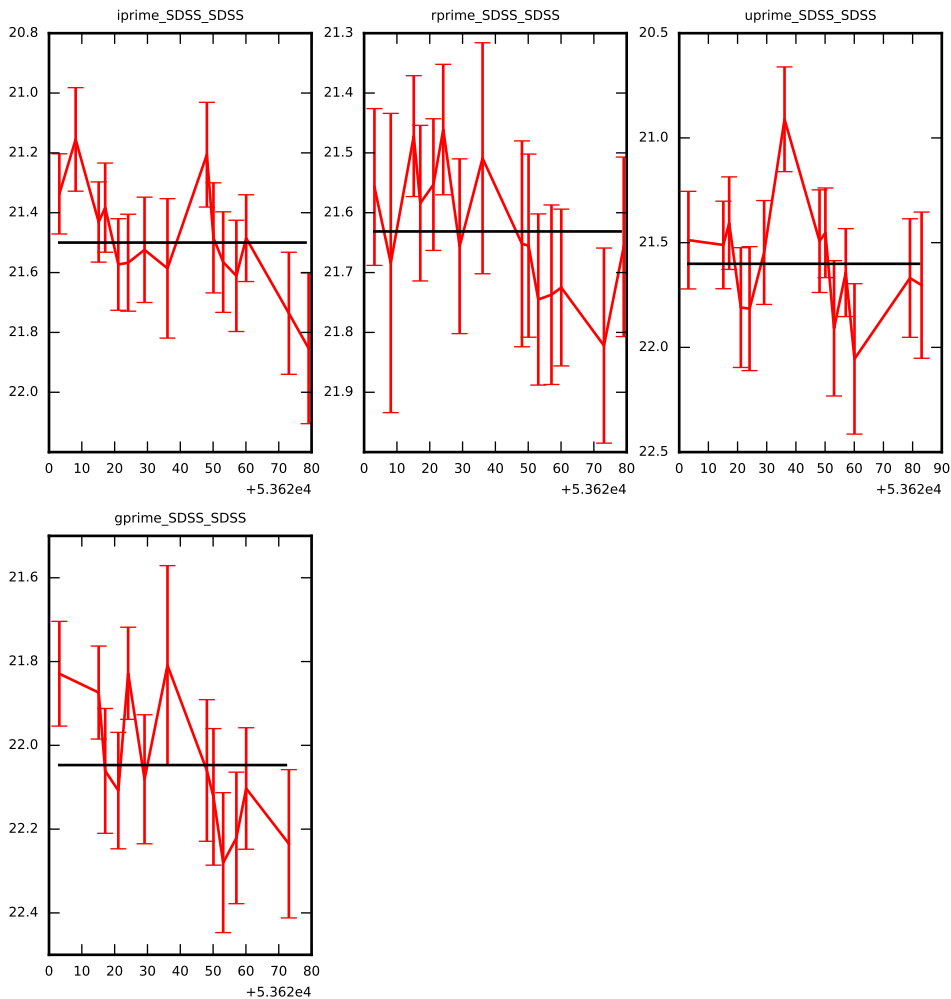 iprime_SDSS_SDSS rprime_SDSS_SDSS uprime_SDSS_SDSS
20.8 21.3 20.5
21.0 21.4 21.0
21.2 21.5 21.5
21.4 21.6 22.0
21.6 21.7 22.5
21.8 21.8
22.0 21.9
0 10 20 30 40 50 60 70 80 0 10 20 30 40 50 60 70 80 0 10 20 30 40 50 60 70 80 90
+5.362e4 +5.362e4 +5.362e4
gprime_SDSS_SDSS
21.6
21.8
22.0
22.2
22.4
0 10 20 30 40 50 60 70 80
+5.362e4